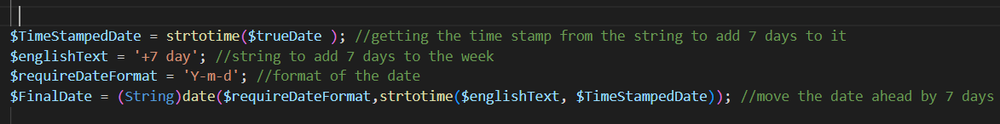 $TimeStampedDate = strtotime($trueDate ); //getting the time stamp from the string to add 7 days to it
$englishText = '+7 day'; //string to add 7 days to the week
$requireDateFormat = 'Y-m-d'; //format of the date
$FinalDate = (String)date($requireDateFormat,strtotime($englishText, $TimeStampedDate)); //move the date ahead by 7 days